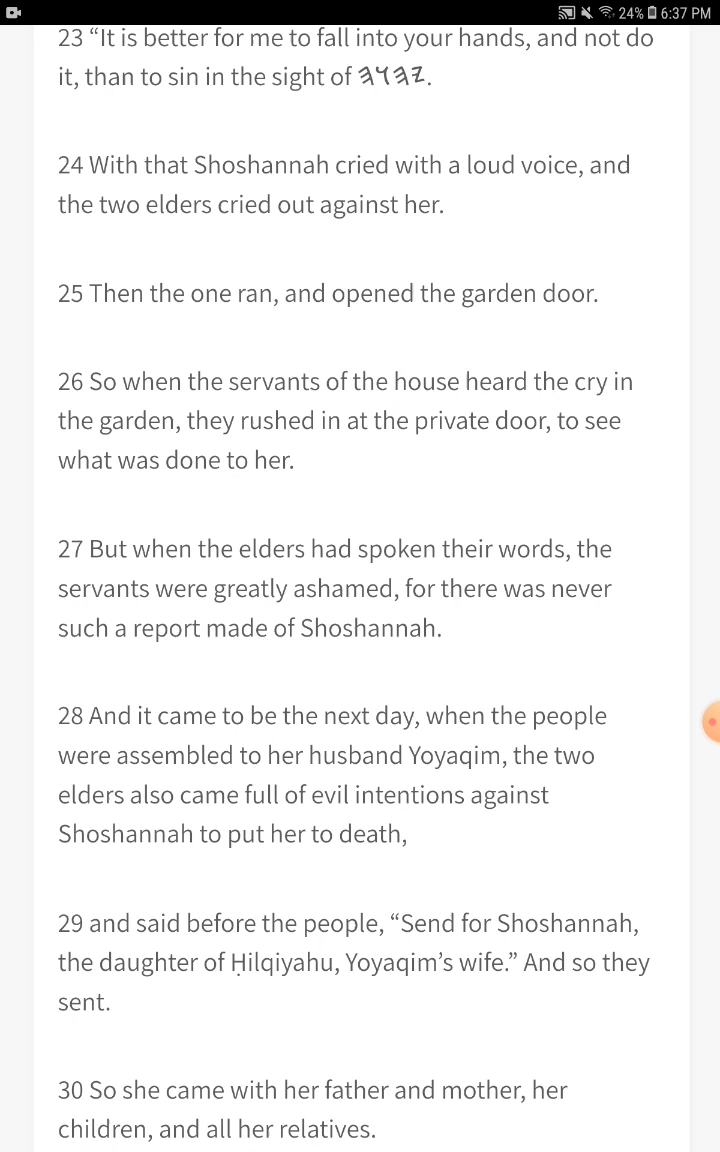 24% 6:37 PM
23 “It is better for me to fall into your hands, and not do
it, than to sin in the sight of 𐤉𐤄𐤅𐤄.
24 With that Shoshannah cried with a loud voice, and
the two elders cried out against her.
25 Then the one ran, and opened the garden door.
26 So when the servants of the house heard the cry in
the garden, they rushed in at the private door, to see
what was done to her.
27 But when the elders had spoken their words, the
servants were greatly ashamed, for there was never
such a report made of Shoshannah.
28 And it came to be the next day, when the people
were assembled to her husband Yoyaqim, the two
elders also came full of evil intentions against
Shoshannah to put her to death,
29 and said before the people, “Send for Shoshannah,
the daughter of Ḥilqiyahu, Yoyaqim’s wife.” And so they
sent.
30 So she came with her father and mother, her
children, and all her relatives.